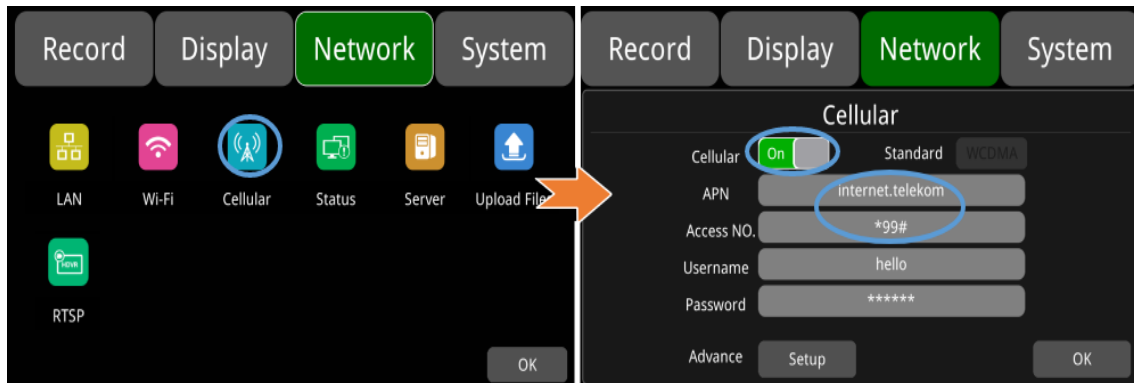 Record Display Network System
LAN Wi-Fi Cellular Status Server Upload File
HDVR
RTSP
OK
Record Display Network System
Cellular
Cellular On Standard WCDMA
APN internet.telekom
Access NO. *99#
Username hello
Password ******
Advance Setup OK